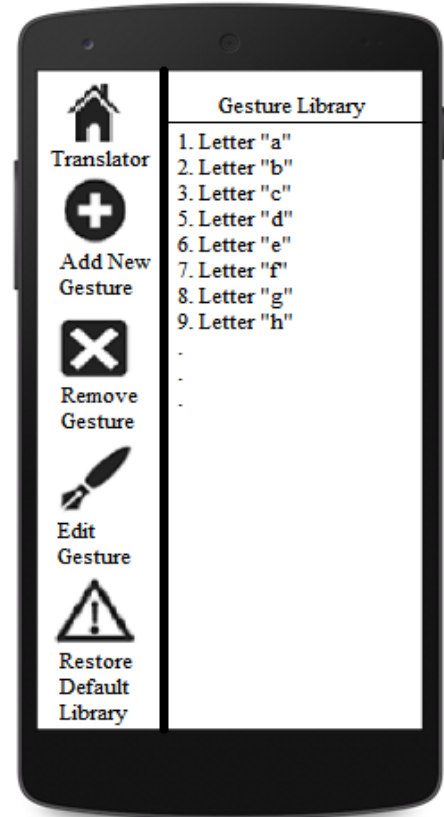 Translator
Add New
Gesture
Remove
Gesture
Edit
Gesture
Restore
Default
Library
Gesture Library
1. Letter "a"
2. Letter "b"
3. Letter "c"
5. Letter "d"
6. Letter "e"
7. Letter "f"
8. Letter "g"
9. Letter "h"
.
.
.